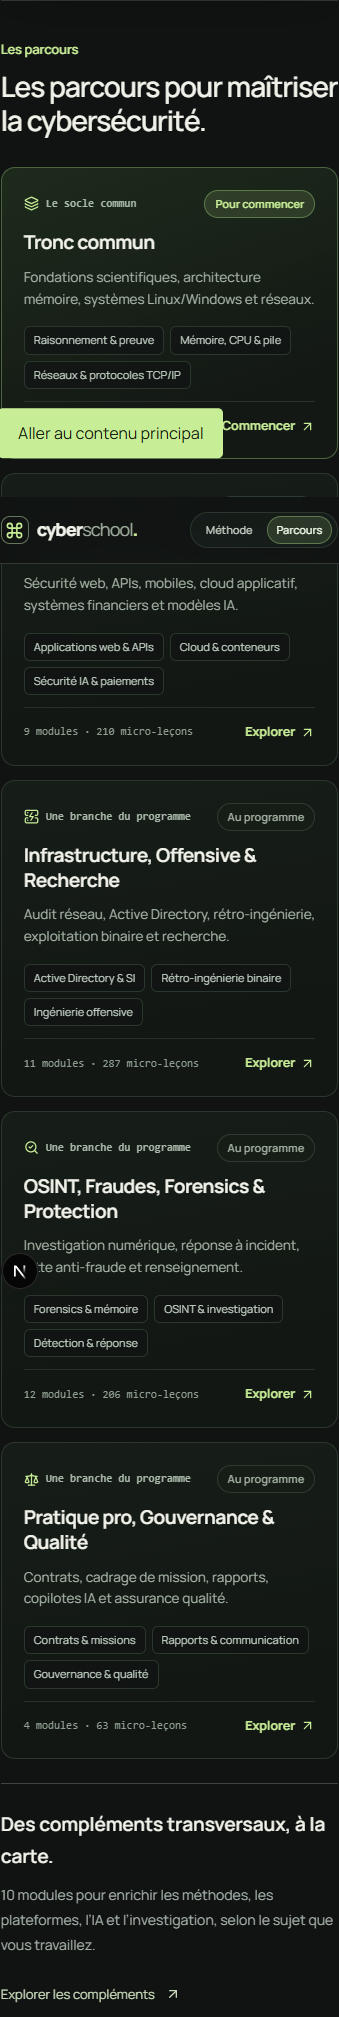 Les parcours
Les parcours pour maîtriser
la cybersécurité.
Le socle commun
Pour commencer
Tronc commun
Fondations scientifiques, architecture
mémoire, systèmes Linux/Windows et réseaux.
Raisonnement & preuve
Mémoire, CPU & pile
Réseaux & protocoles TCP/IP
Aller au contenu principal
Commencer
cyberschool.
Méthode
Parcours
Sécurité web, APIs, mobiles, cloud applicatif,
systèmes financiers et modèles IA.
Applications web & APIs
Cloud & conteneurs
Sécurité IA & paiements
9 modules · 210 micro-leçons
Explorer
Une branche du programme
Au programme
Infrastructure, Offensive &
Recherche
Audit réseau, Active Directory, rétro-ingénierie,
exploitation binaire et recherche.
Active Directory & SI
Rétro-ingénierie binaire
Ingénierie offensive
11 modules · 287 micro-leçons
Explorer
Une branche du programme
Au programme
OSINT, Fraudes, Forensics &
Protection
Investigation numérique, réponse à incident,
anti-fraude et renseignement.
N
Forensics & mémoire
OSINT & investigation
Détection & réponse
12 modules · 206 micro-leçons
Explorer
Une branche du programme
Au programme
Pratique pro, Gouvernance &
Qualité
Contrats, cadrage de mission, rapports,
copilotes IA et assurance qualité.
Contrats & missions
Rapports & communication
Gouvernance & qualité
4 modules · 63 micro-leçons
Explorer
Des compléments transversaux, à la
carte.
10 modules pour enrichir les méthodes, les
plateformes, l'IA et l'investigation, selon le sujet que
vous travaillez.
Explorer les compléments